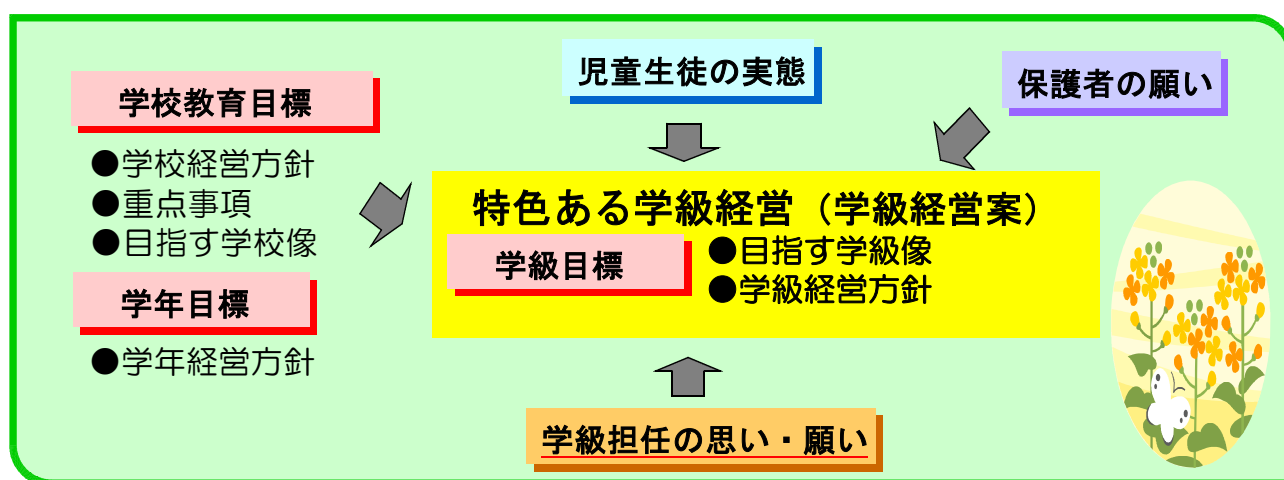 児童生徒の実態
保護者の願い
学校教育目標
●学校経営方針
●重点事項
●目指す学校像
学年目標
●学年経営方針
特色ある学級経営（学級経営案）
学級目標
●目指す学級像
●学級経営方針
学級担任の思い・願い